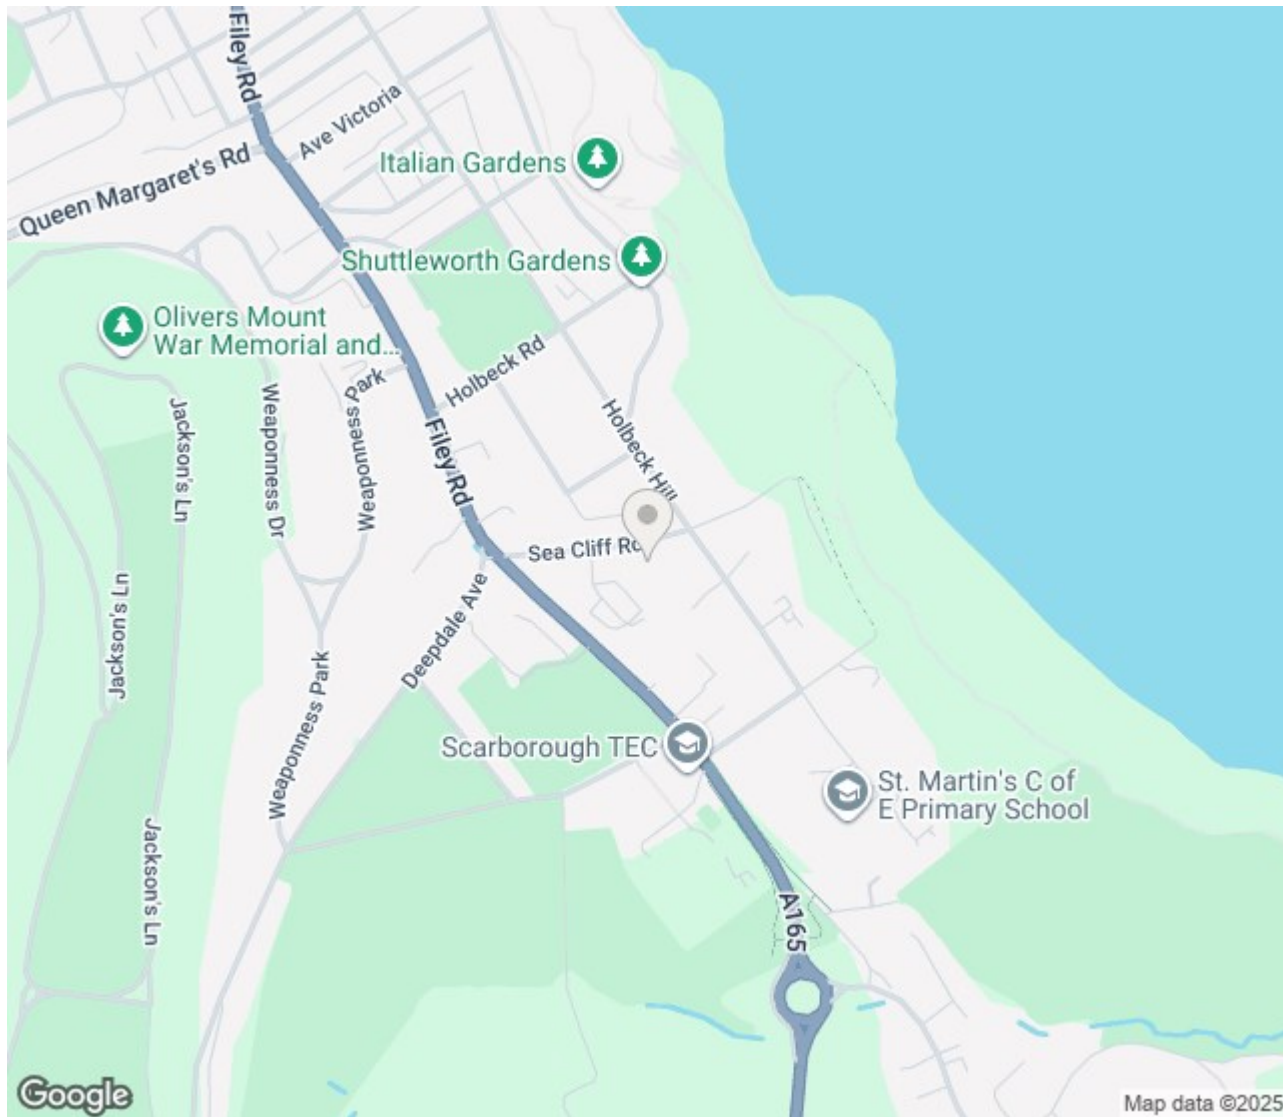 Filey Rd
Ave Victoria
Queen Margaret's Rd
Italian Gardens
Shuttleworth Gardens
Olivers Mount
War Memorial and...
Holbeck Rd
Weaponness Park
Jackson's Ln
Weaponness Dr
Filey Rd
Holbeck Hill
Sea Cliff Rd
Deepdale Ave
Jackson's Ln
Weaponness Park
Scarborough TEC
St. Martin's C of
E Primary School
Jackson's Ln
A165
Google
Map data ©2025